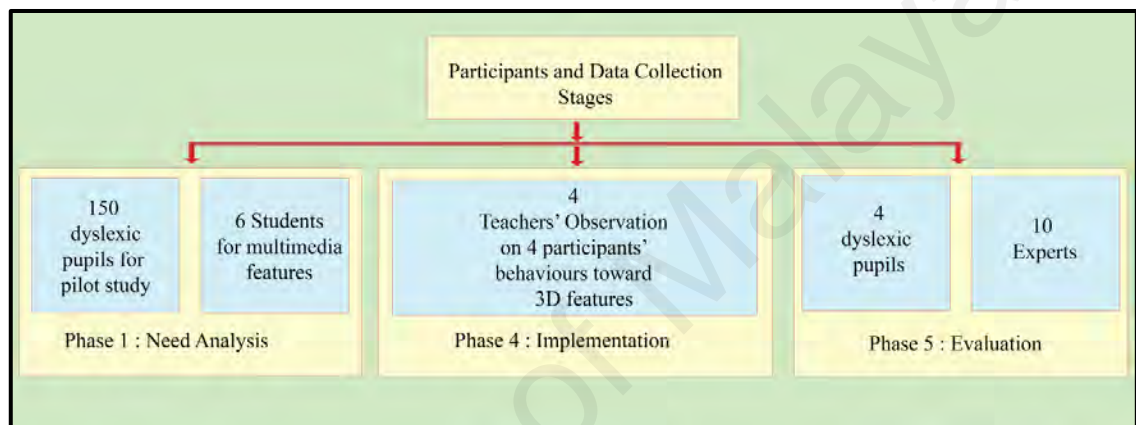 Participants and Data Collection
Stages
150
dyslexic
pupils for
pilot study
6 Students
for multimedia
features
Phase 1 : Need Analysis
4
Teachers’ Observation
on 4 participants’
behaviours toward
3D features
Phase 4 : Implementation
4
dyslexic
pupils
10
Experts
Phase 5 : Evaluation
of Malaya